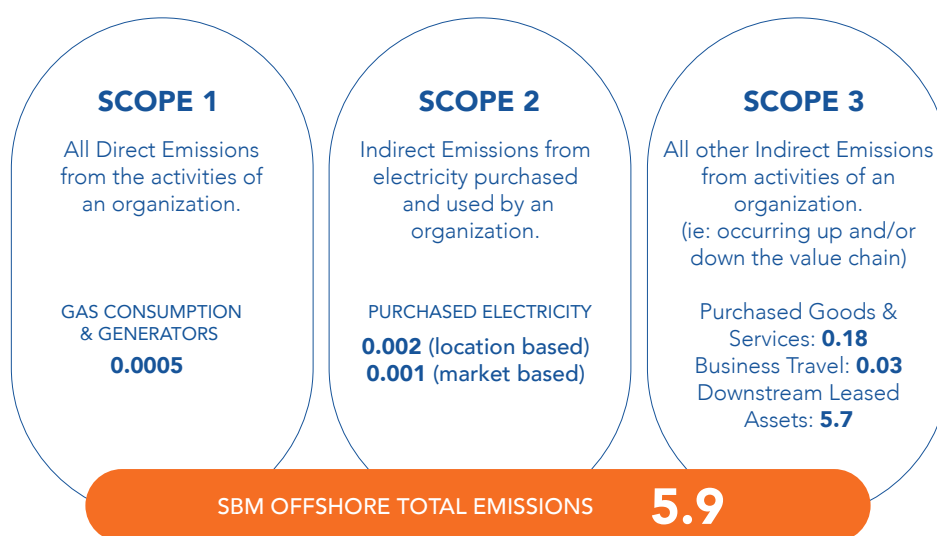 SCOPE 1
All Direct Emissions
from the activities of
an organization.
GAS CONSUMPTION
& GENERATORS
0.0005
SCOPE 2
Indirect Emissions from
electricity purchased
and used by an
organization.
PURCHASED ELECTRICITY
0.002 (location based)
0.001 (market based)
SCOPE 3
All other Indirect Emissions
from activities of an
organization.
(ie: occurring up and/or
down the value chain)
Purchased Goods &
Services: 0.18
Business Travel: 0.03
Downstream Leased
Assets: 5.7
SBM OFFSHORE TOTAL EMISSIONS 5.9